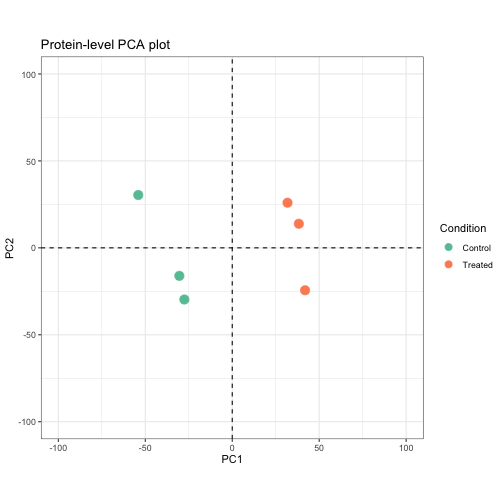 Protein-level PCA plot
100
50
0
-50
-100
PC2
-100 -50 0 50 100
PC1
Condition
Control
Treated